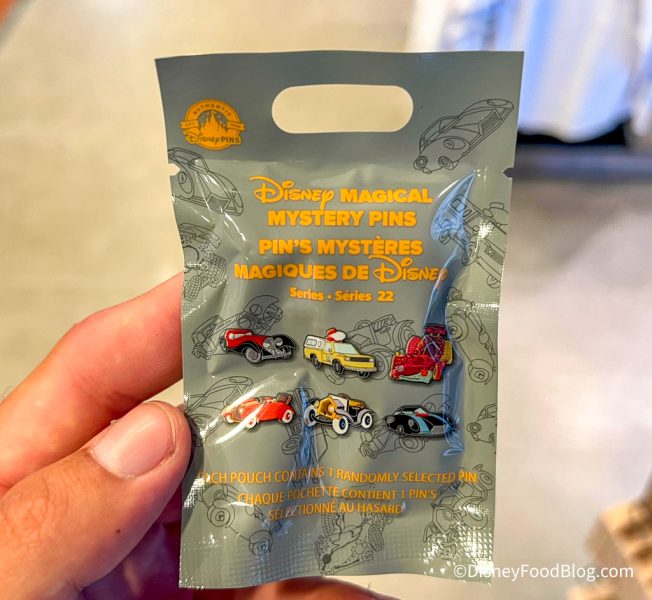 AUTHENTIC
Disney PINS
Disney MAGICAL
MYSTERY PINS
PIN'S MYSTÈRES
MAGIQUES DE Disney
Series • Séries 22
EACH POUCH CONTAINS 1 RANDOMLY SELECTED PIN
CHAQUE POCHETTE CONTIENT 1 PIN'S
SÉLECTIONNÉ AU HASARD
©DisneyFoodBlog.com